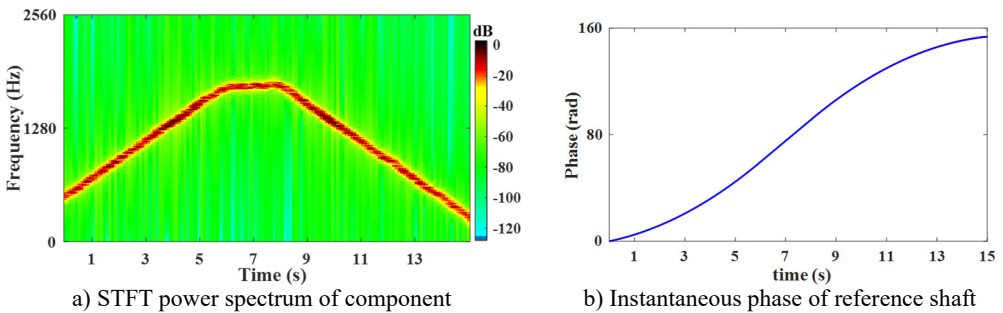 2560
1280
0
Frequency (Hz)
1 3 5 7 9 11 13
Time (s)
dB
0
-20
-40
-60
-80
-100
-120
a) STFT power spectrum of component
160
80
0
Phase (rad)
1 3 5 7 9 11 13 15
time (s)
b) Instantaneous phase of reference shaft